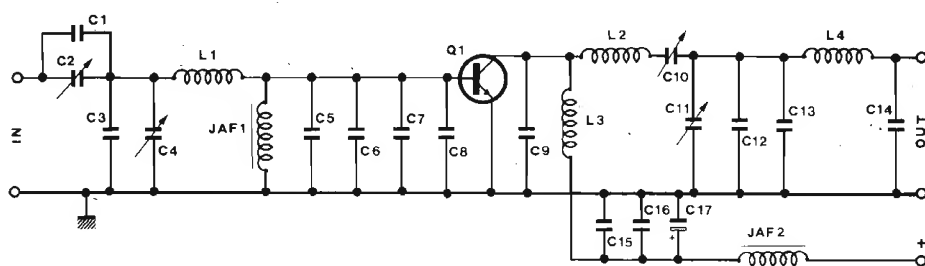 C1
C2
L1
Q1
L2
L4
C10
IN
C3
C4
JAF1
C5
C6
C7
C8
C9
L3
C11
C12
C13
C14
OUT
C15
C16
C17
+
JAF2
+